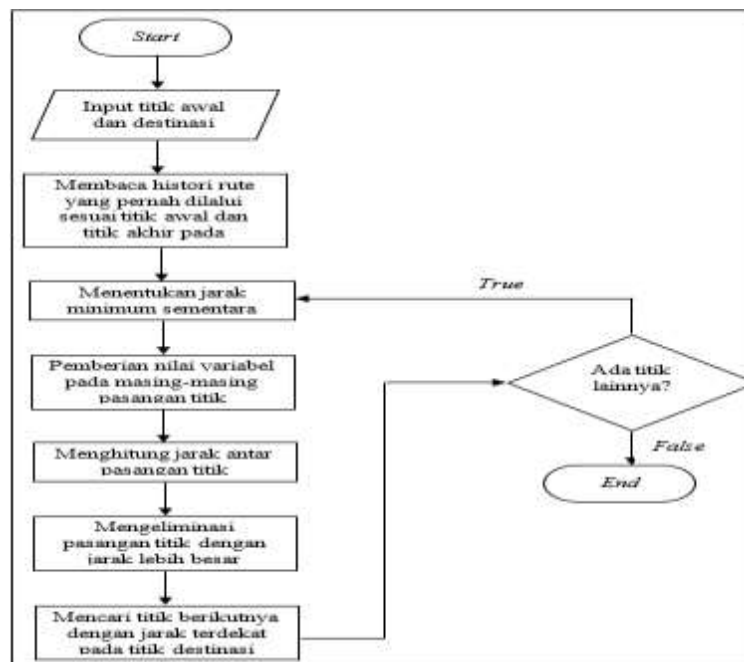 Start
Input titik awal
dan destinasi
Membaca histori rute
yang pernah dilalui
sesuai titik awal dan
titik akhir pada
Menentukan jarak
minimum sementara
Pemberian nilai variabel
pada masing-masing
pasangan titik
Menghitung jarak antar
pasangan titik
Mengeliminasi
pasangan titik dengan
jarak lebih besar
Mencari titik berikutnya
dengan jarak terdekat
pada titik destinasi
True
Ada titik
lainnya?
False
End